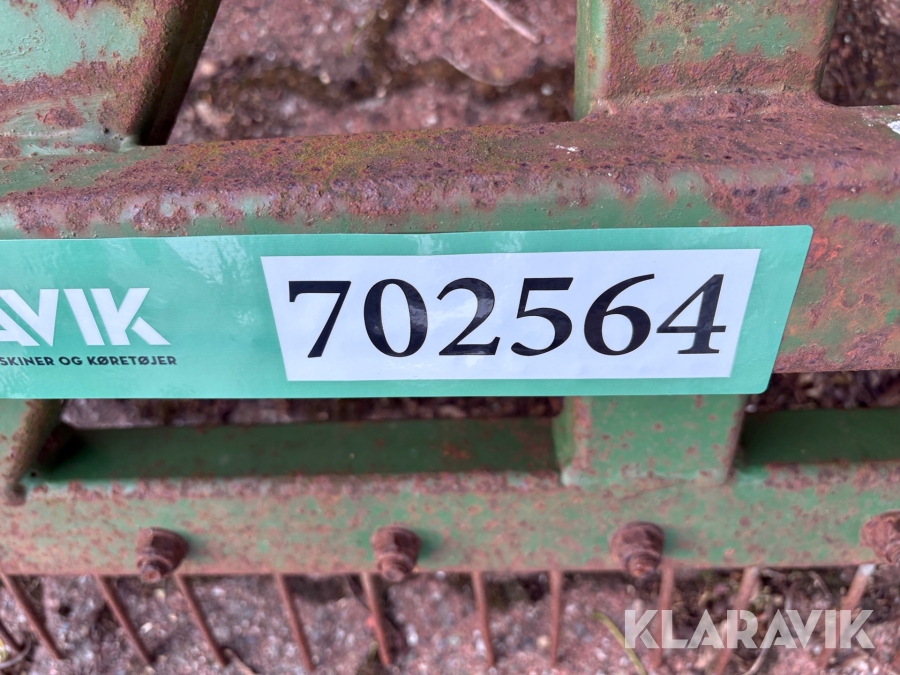 AVIK
SKINER OG KØRETØJER
702564
KLARAVIK